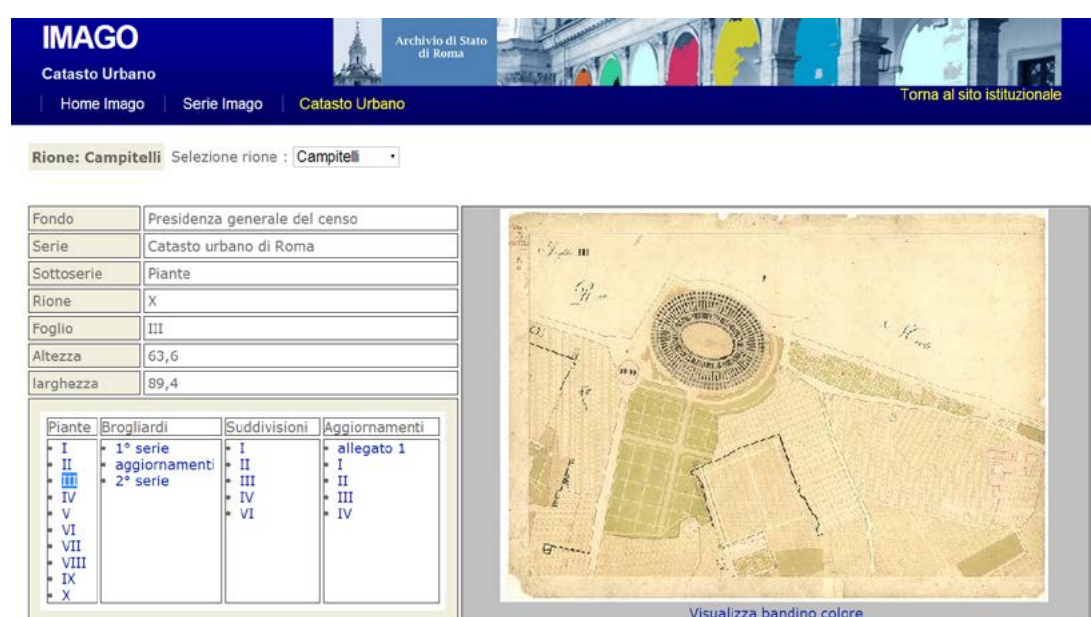 IMAGO
Archivio di Stato
di Roma
Catasto Urbano
Home Imago Serie Imago Catasto Urbano
Torna al sito istituzionale
Rione: Campitelli Selezione rione : Campitelli
Fondo Presidenza generale del censo
Serie Catasto urbano di Roma
Sottoserie Piante
Rione X
Foglio III
Altezza 63,6
larghezza 89,4
Piante Brogliardi Suddivisioni Aggiornamenti
I 1° serie I allegato 1
II aggiornamenti II I
III 2° serie III II
IV IV III
V VI IV
VI
VII
VIII
IX
X
III
Visualizza bandino colore